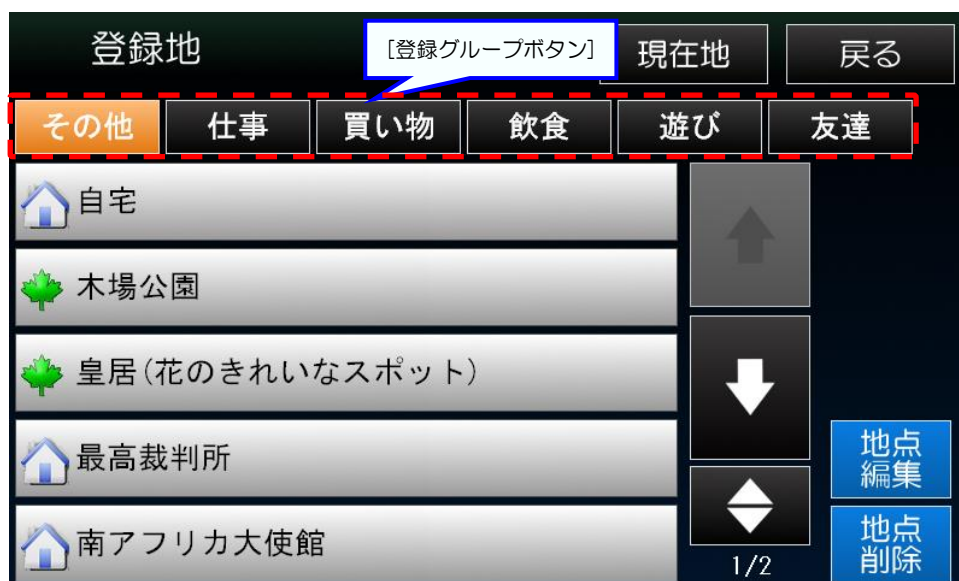 登録地
[登録グループボタン]
現在地
戻る
その他
仕事
買い物
飲食
遊び
友達
自宅
木場公園
皇居(花のきれいなスポット)
最高裁判所
南アフリカ大使館
1/2
地点
編集
地点
削除